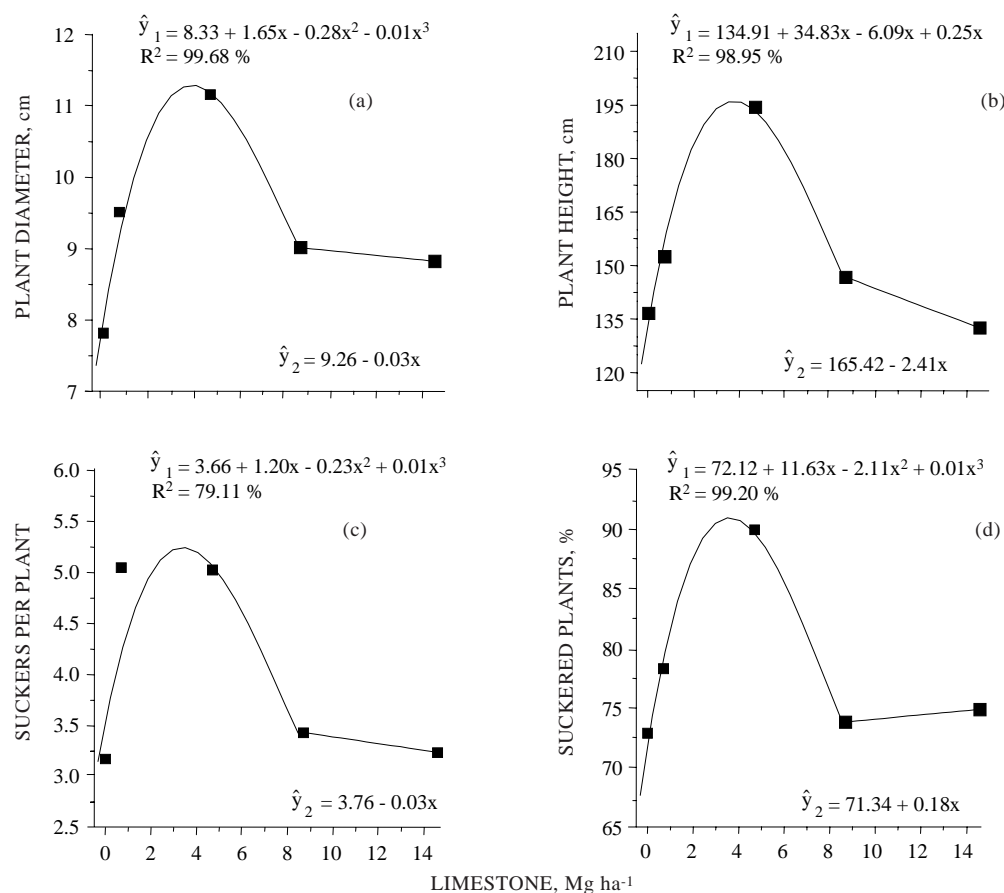 ŷ1 = 8.33 + 1.65x - 0.28x² - 0.01x³
R² = 99.68 %
(a)
12
11
10
9
8
7
PLANT DIAMETER, cm
ŷ2 = 9.26 - 0.03x
ŷ1 = 134.91 + 34.83x - 6.09x + 0.25x
R² = 98.95 %
(b)
210
195
180
165
150
135
120
PLANT HEIGHT, cm
ŷ2 = 165.42 - 2.41x
ŷ1 = 3.66 + 1.20x - 0.23x² + 0.01x³
R² = 79.11 %
(c)
6.0
5.5
5.0
4.5
4.0
3.5
3.0
2.5
SUCKERS PER PLANT
ŷ2 = 3.76 - 0.03x
0 2 4 6 8 10 12 14
ŷ1 = 72.12 + 11.63x - 2.11x² + 0.01x³
R² = 99.20 %
(d)
95
90
85
80
75
70
65
SUCKERED PLANTS, %
ŷ2 = 71.34 + 0.18x
0 2 4 6 8 10 12 14
LIMESTONE, Mg ha⁻¹